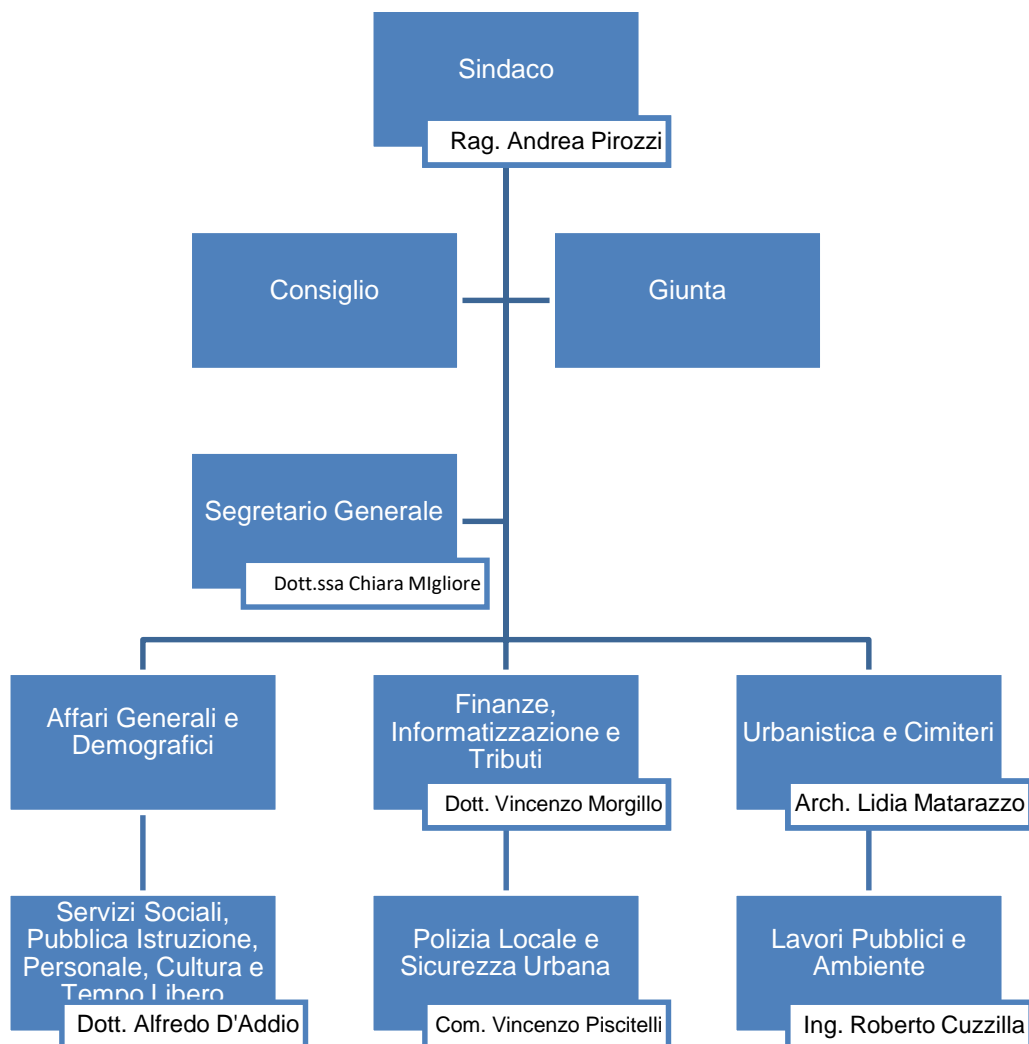 Sindaco
Rag. Andrea Pirozzi
Consiglio
Giunta
Segretario Generale
Dott.ssa Chiara MIgliore
Affari Generali e
Demografici
Finanze,
Informatizzazione e
Tributi
Dott. Vincenzo Morgillo
Urbanistica e Cimiteri
Arch. Lidia Matarazzo
Servizi Sociali,
Pubblica Istruzione,
Personale, Cultura e
Tempo Libero
Dott. Alfredo D'Addio
Polizia Locale e
Sicurezza Urbana
Com. Vincenzo Piscitelli
Lavori Pubblici e
Ambiente
Ing. Roberto Cuzzilla